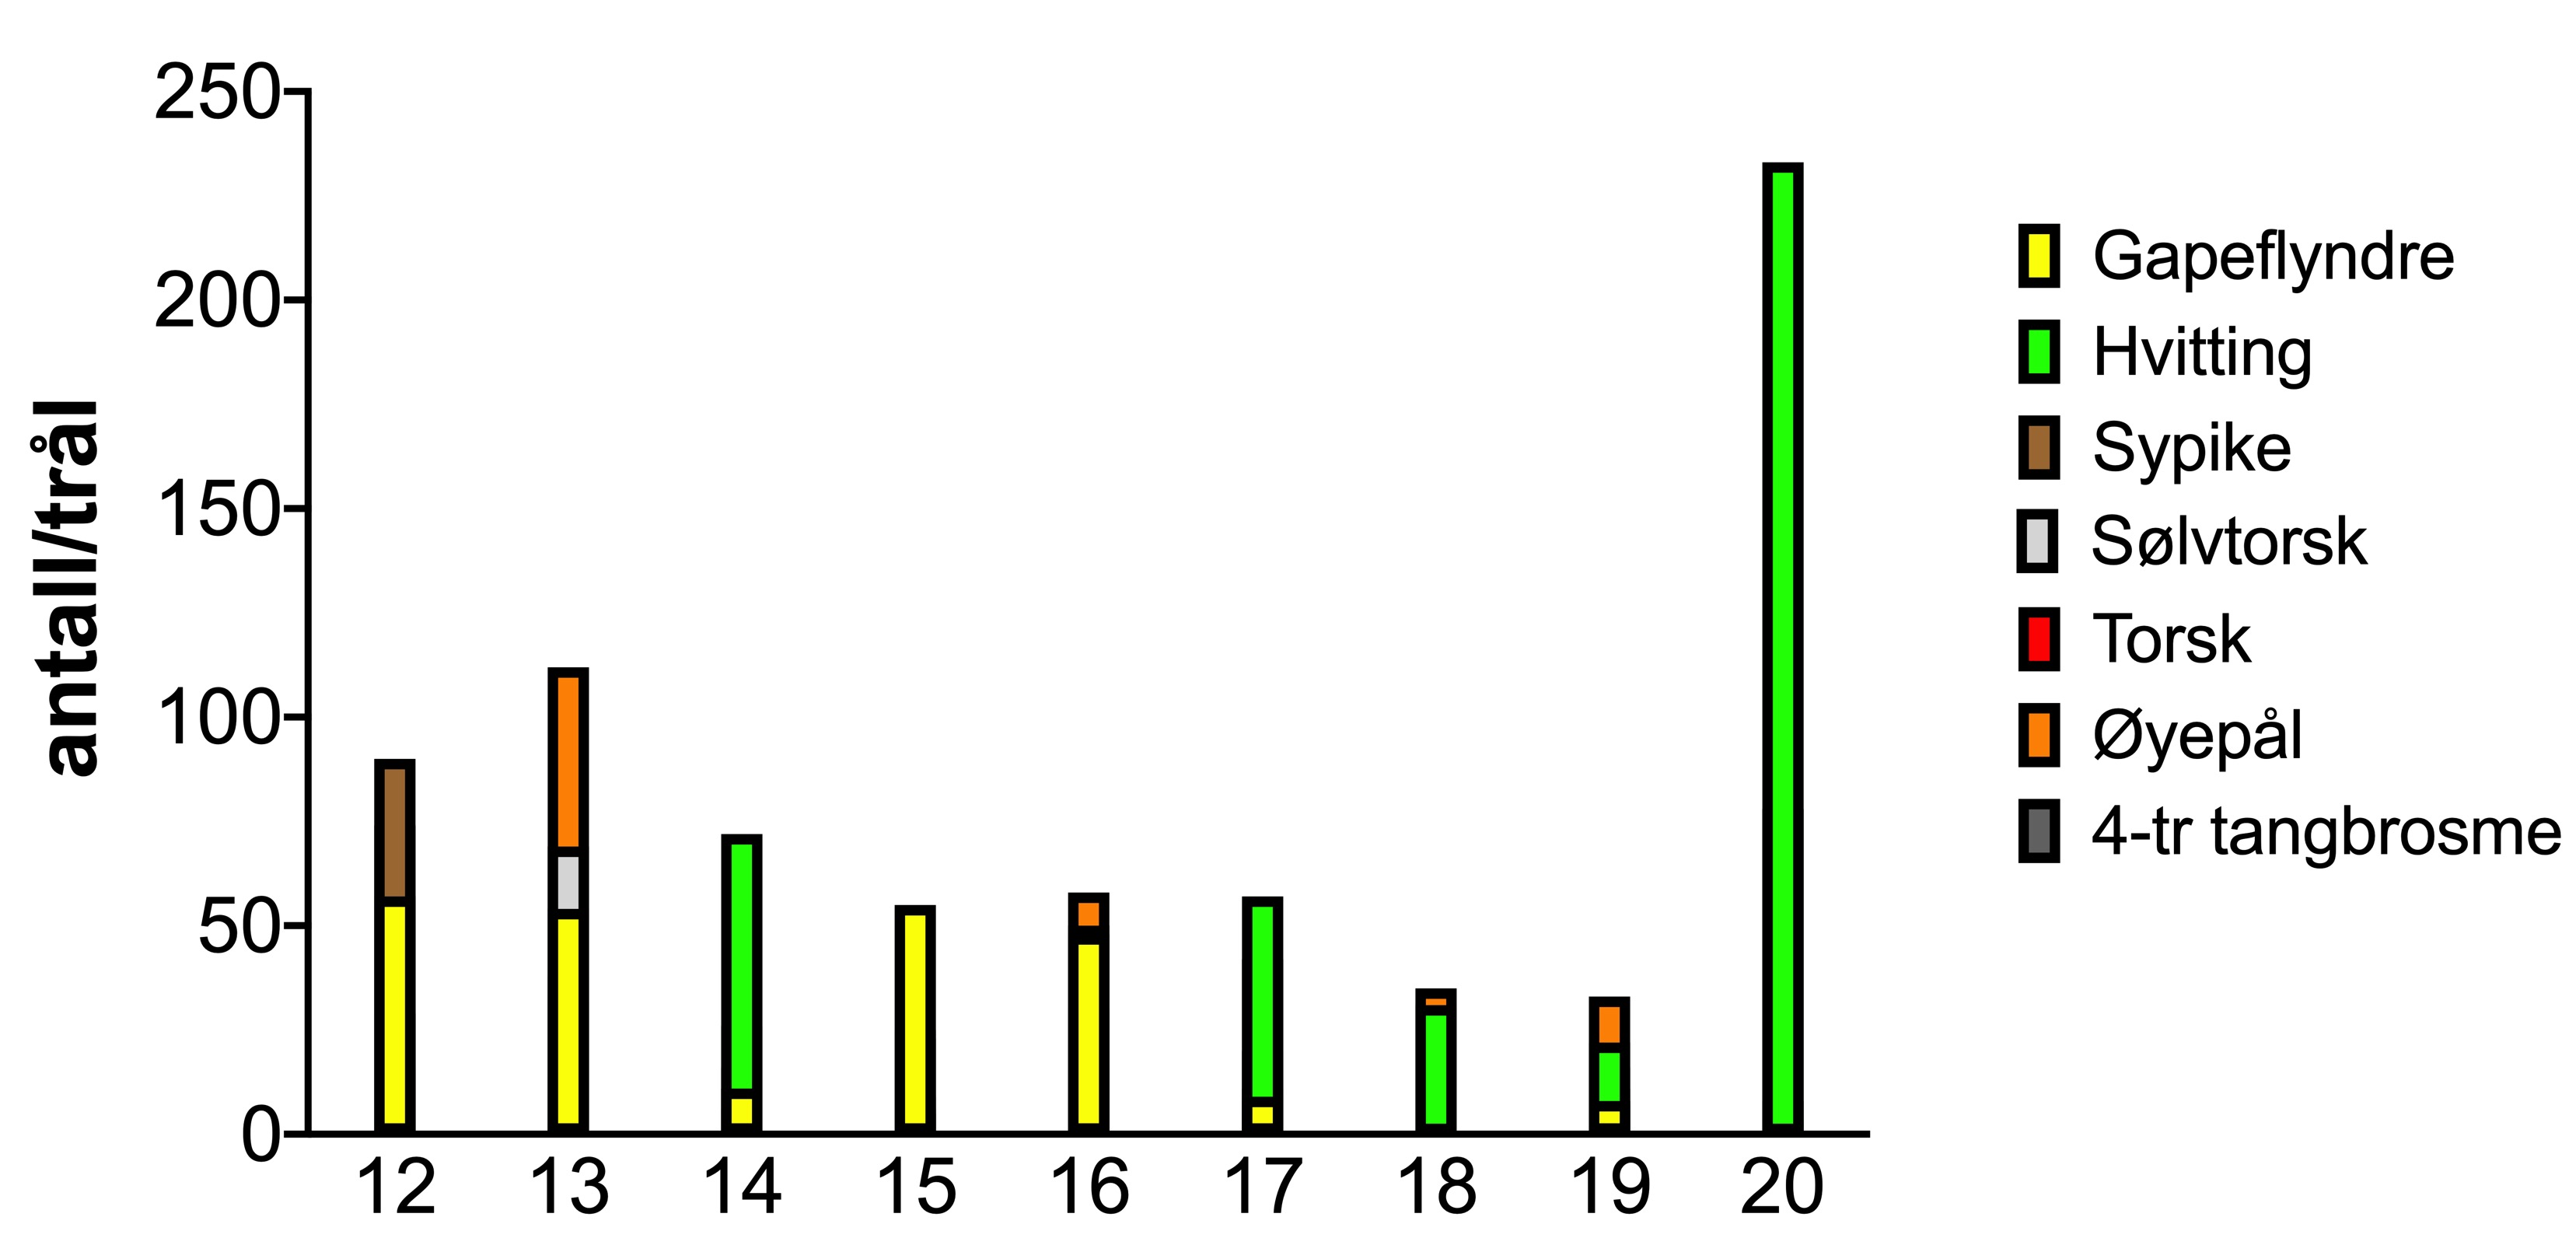 antall/trål
250
200
150
100
50
0
12 13 14 15 16 17 18 19 20
Gapeflyndre
Hvitting
Sypike
Sølvtorsk
Torsk
Øyepål
4-tr tangbrosme